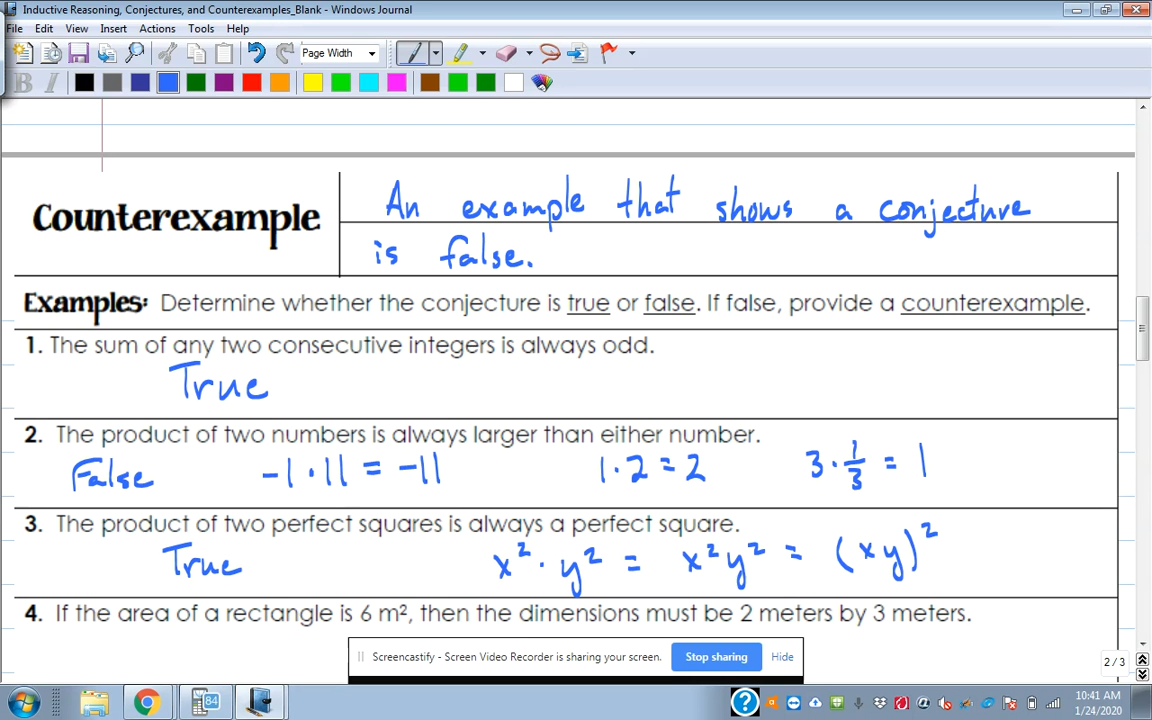 Inductive Reasoning, Conjectures, and Counterexamples_Blank - Windows Journal
File Edit View Insert Actions Tools Help
Page Width
B I
Counterexample
An example that shows a conjecture
is false.
Examples: Determine whether the conjecture is true or false. If false, provide a counterexample.
1. The sum of any two consecutive integers is always odd.
True
2. The product of two numbers is always larger than either number.
False -1 · 11 = -11 1 · 2 = 2 3 · 1/3 = 1
3. The product of two perfect squares is always a perfect square.
True x² · y² = x²y² = (xy)²
4. If the area of a rectangle is 6 m², then the dimensions must be 2 meters by 3 meters.
Screencastify - Screen Video Recorder is sharing your screen. Stop sharing Hide
2 / 3
84
10:41 AM
1/24/2020